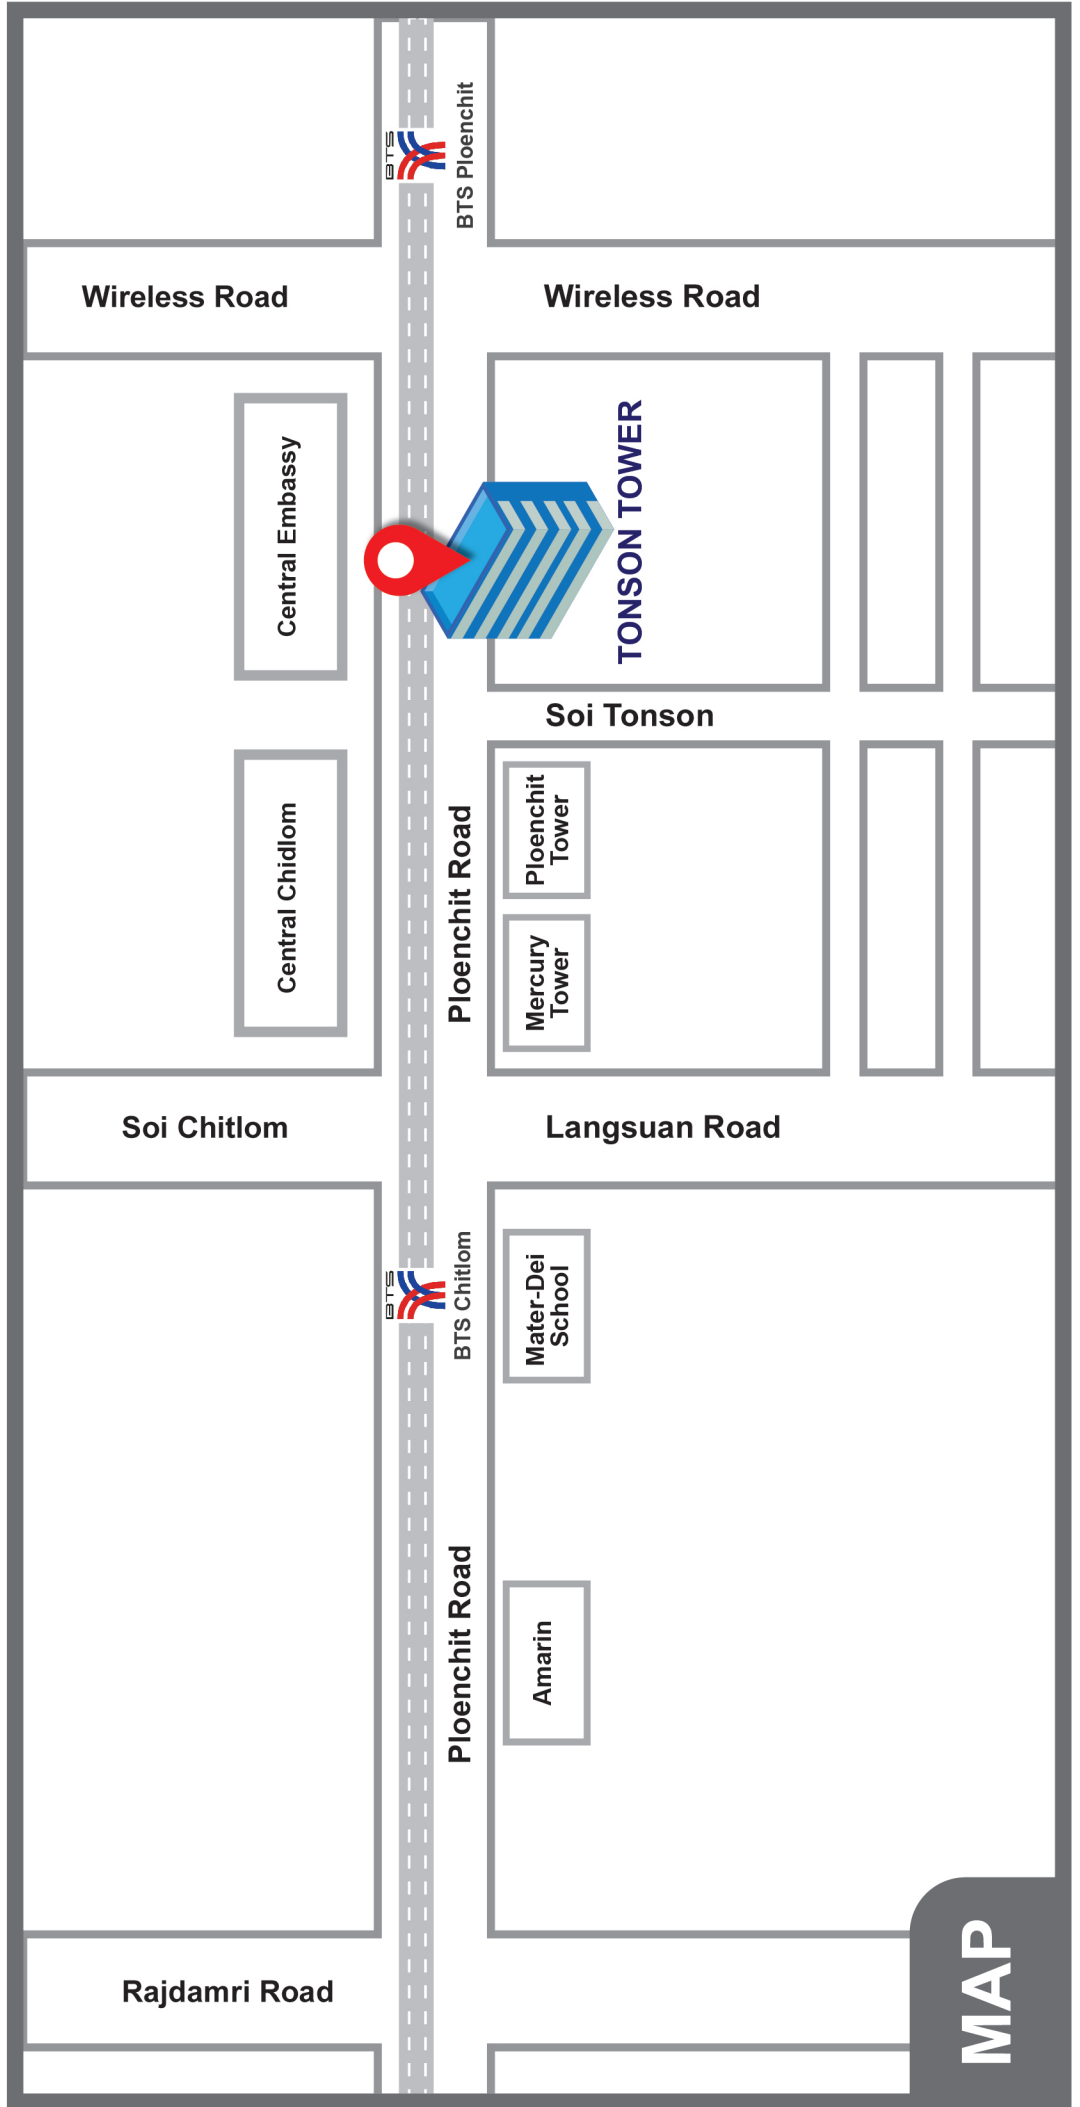 BTS
BTS Ploenchit
Wireless Road
Wireless Road
Central Embassy
TONSON TOWER
Soi Tonson
Central Chidlom
Ploenchit Road
Ploenchit
Tower
Mercury
Tower
Soi Chitlom
Langsuan Road
BTS
BTS Chitlom
Mater-Dei
School
Ploenchit Road
Amarin
Rajdamri Road
MAP